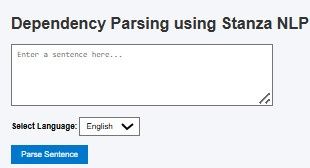 Dependency Parsing using Stanza NLP
Enter a sentence here...
Select Language: English
Parse Sentence